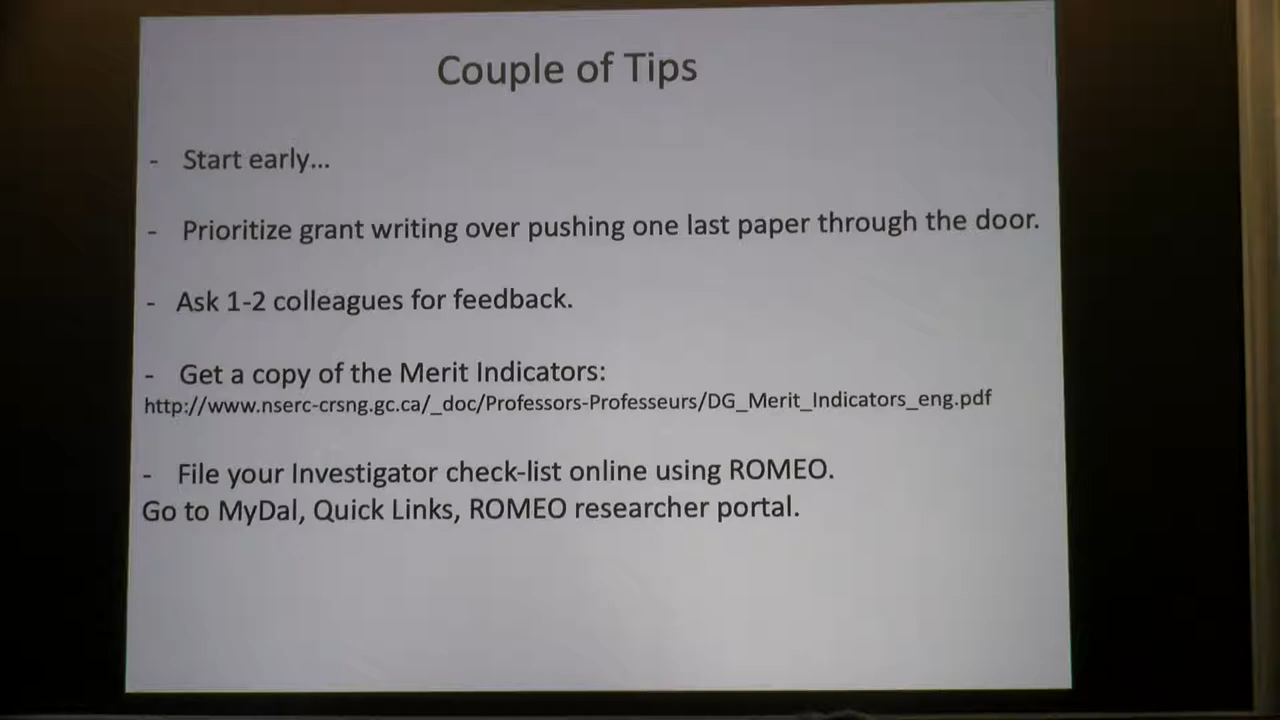 Couple of Tips
- Start early...
- Prioritize grant writing over pushing one last paper through the door.
- Ask 1-2 colleagues for feedback.
- Get a copy of the Merit Indicators:
http://www.nserc-crsng.gc.ca/_doc/Professors-Professeurs/DG_Merit_Indicators_eng.pdf
- File your Investigator check-list online using ROMEO.
Go to MyDal, Quick Links, ROMEO researcher portal.